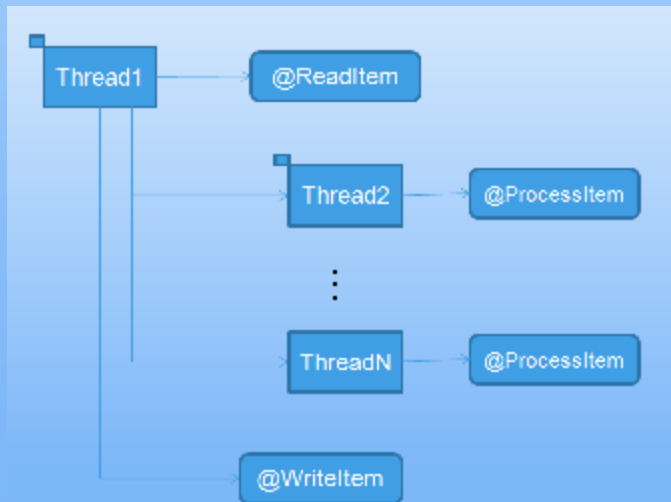 Thread1
@ReadItem
Thread2
@ProcessItem
ThreadN
@ProcessItem
@WriteItem